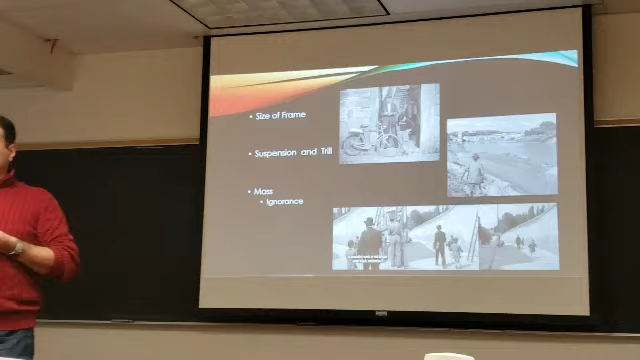 • Size of Frame
• Suspension and Trill
• Mass
• Ignorance